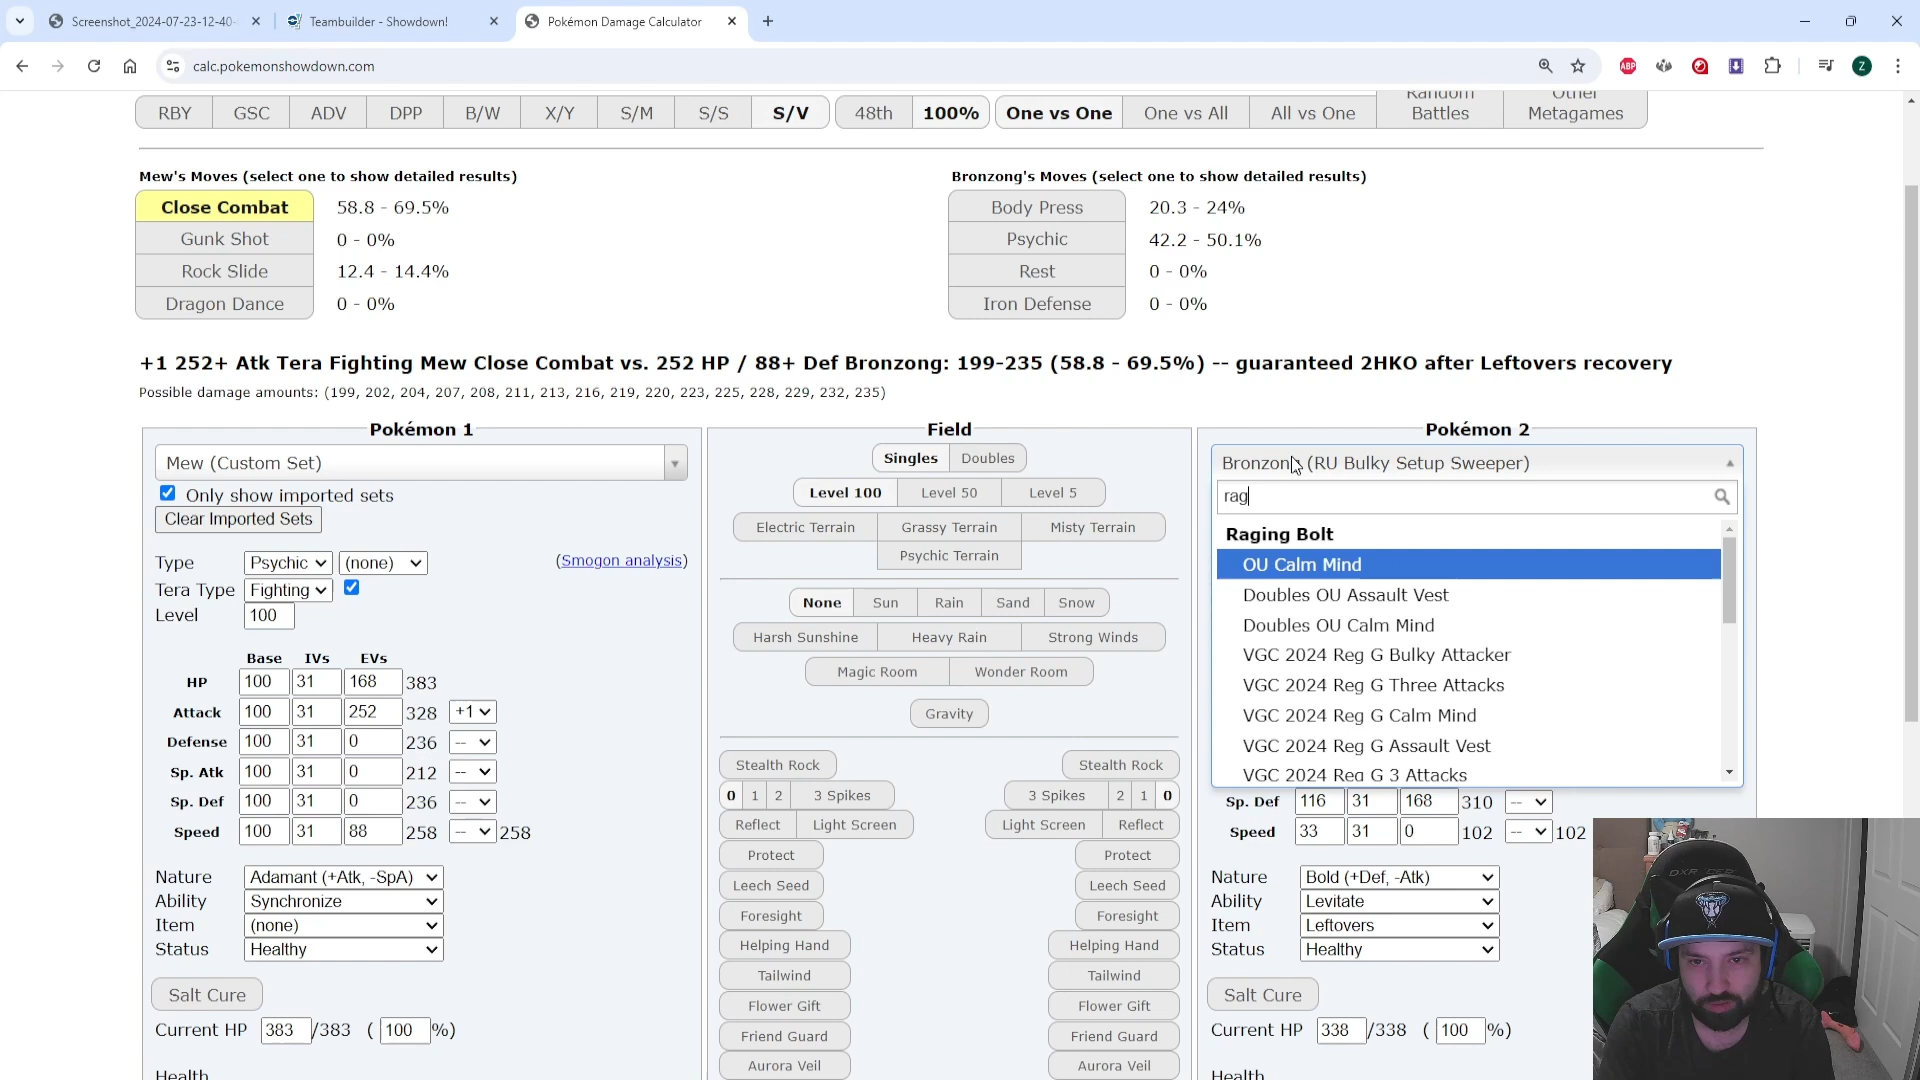 Screenshot_2024-07-23-12-40-
Teambuilder - Showdown!
Pokémon Damage Calculator
calc.pokemonshowdown.com
ABP
Z
RBY GSC ADV DPP B/W X/Y S/M S/S S/V 48th 100% One vs One One vs All All vs One Random Battles Other Metagames
Mew's Moves (select one to show detailed results)
Close Combat 58.8 - 69.5%
Gunk Shot 0 - 0%
Rock Slide 12.4 - 14.4%
Dragon Dance 0 - 0%
Bronzong's Moves (select one to show detailed results)
Body Press 20.3 - 24%
Psychic 42.2 - 50.1%
Rest 0 - 0%
Iron Defense 0 - 0%
+1 252+ Atk Tera Fighting Mew Close Combat vs. 252 HP / 88+ Def Bronzong: 199-235 (58.8 - 69.5%) -- guaranteed 2HKO after Leftovers recovery
Possible damage amounts: (199, 202, 204, 207, 208, 211, 213, 216, 219, 220, 223, 225, 228, 229, 232, 235)
Pokémon 1
Mew (Custom Set)
Only show imported sets
Clear Imported Sets
Type Psychic (none) (Smogon analysis)
Tera Type Fighting
Level 100
Base IVs EVs
HP 100 31 168 383
Attack 100 31 252 328 +1
Defense 100 31 0 236 --
Sp. Atk 100 31 0 212 --
Sp. Def 100 31 0 236 --
Speed 100 31 88 258 -- 258
Nature Adamant (+Atk, -SpA)
Ability Synchronize
Item (none)
Status Healthy
Salt Cure
Current HP 383 /383 ( 100 %)
Health
Field
Singles Doubles
Level 100 Level 50 Level 5
Electric Terrain Grassy Terrain Misty Terrain
Psychic Terrain
None Sun Rain Sand Snow
Harsh Sunshine Heavy Rain Strong Winds
Magic Room Wonder Room
Gravity
Stealth Rock Stealth Rock
0 1 2 3 Spikes 3 Spikes 2 1 0
Reflect Light Screen Light Screen Reflect
Protect Protect
Leech Seed Leech Seed
Foresight Foresight
Helping Hand Helping Hand
Tailwind Tailwind
Flower Gift Flower Gift
Friend Guard Friend Guard
Aurora Veil Aurora Veil
Pokémon 2
Bronzong (RU Bulky Setup Sweeper)
rag
Raging Bolt
OU Calm Mind
Doubles OU Assault Vest
Doubles OU Calm Mind
VGC 2024 Reg G Bulky Attacker
VGC 2024 Reg G Three Attacks
VGC 2024 Reg G Calm Mind
VGC 2024 Reg G Assault Vest
VGC 2024 Reg G 3 Attacks
Sp. Def 116 31 168 310 --
Speed 33 31 0 102 -- 102
Nature Bold (+Def, -Atk)
Ability Levitate
Item Leftovers
Status Healthy
Salt Cure
Current HP 338 /338 ( 100 %)
Health